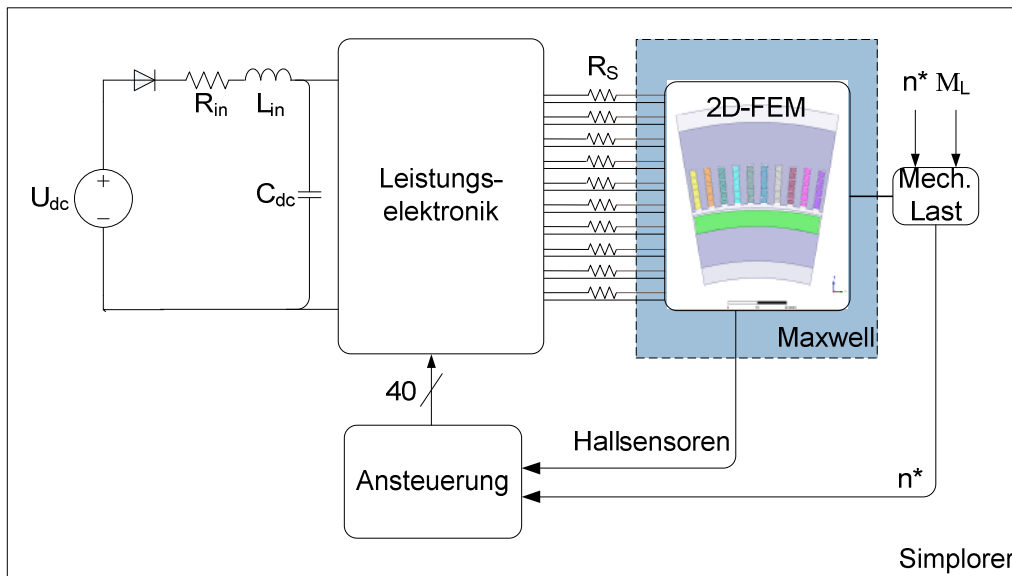 R_S
2D-FEM
n* M_L
R_in
L_in
U_dc
+
−
C_dc
Leistungs-
elektronik
Mech.
Last
Maxwell
40
Hallsensoren
Ansteuerung
n*
Simplorer